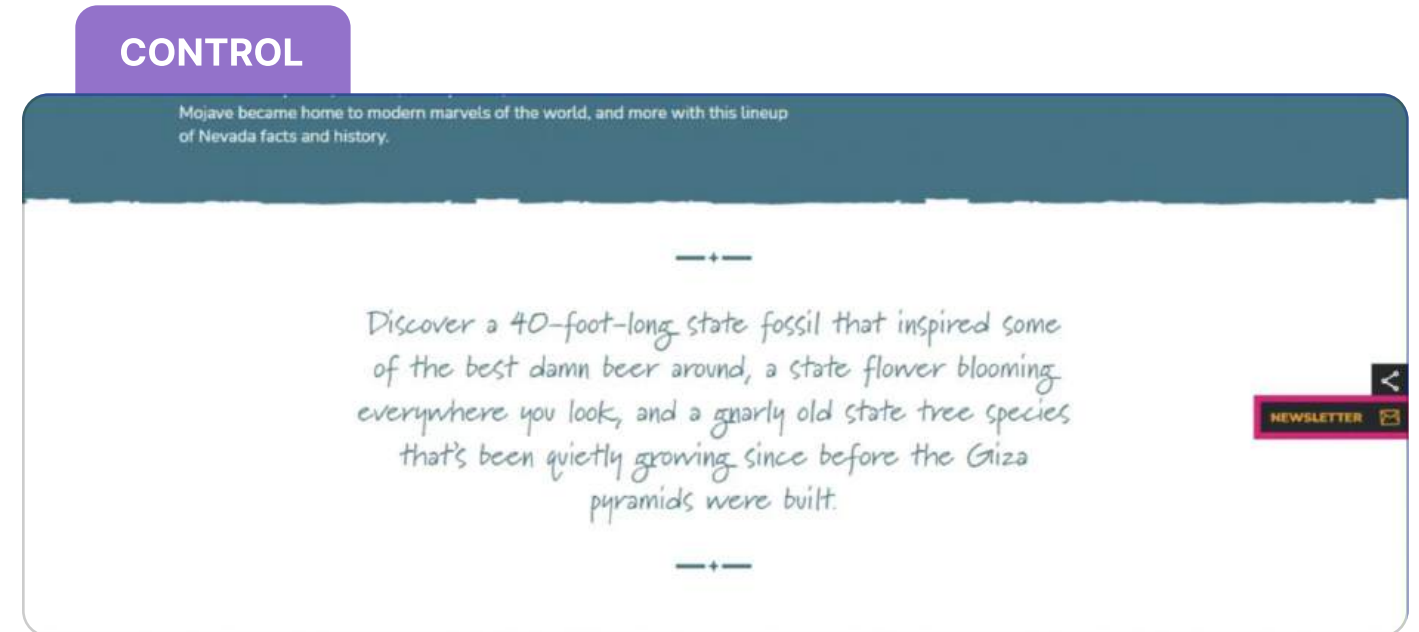 CONTROL
Mojave became home to modern marvels of the world, and more with this lineup
of Nevada facts and history.
Discover a 40-foot-long state fossil that inspired some
of the best damn beer around, a state flower blooming
everywhere you look, and a gnarly old state tree species
NEWSLETTER
that's been quietly growing since before the Giza
pyramids were built.